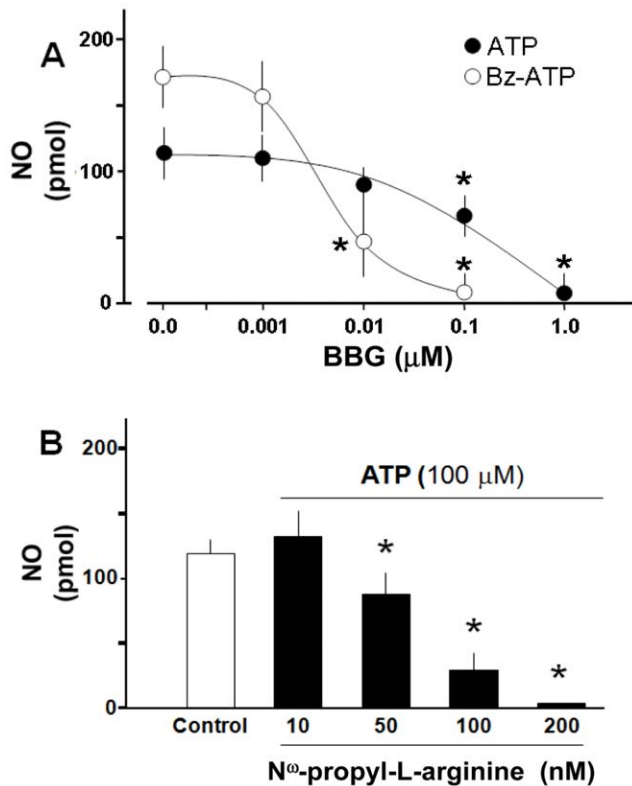 A
ATP
Bz-ATP
NO
(pmol)
200
100
0
*
*
*
*
0.0 0.001 0.01 0.1 1.0
BBG (μM)
B
ATP (100 μM)
NO
(pmol)
200
100
0
*
*
*
Control 10 50 100 200
Nω-propyl-L-arginine (nM)